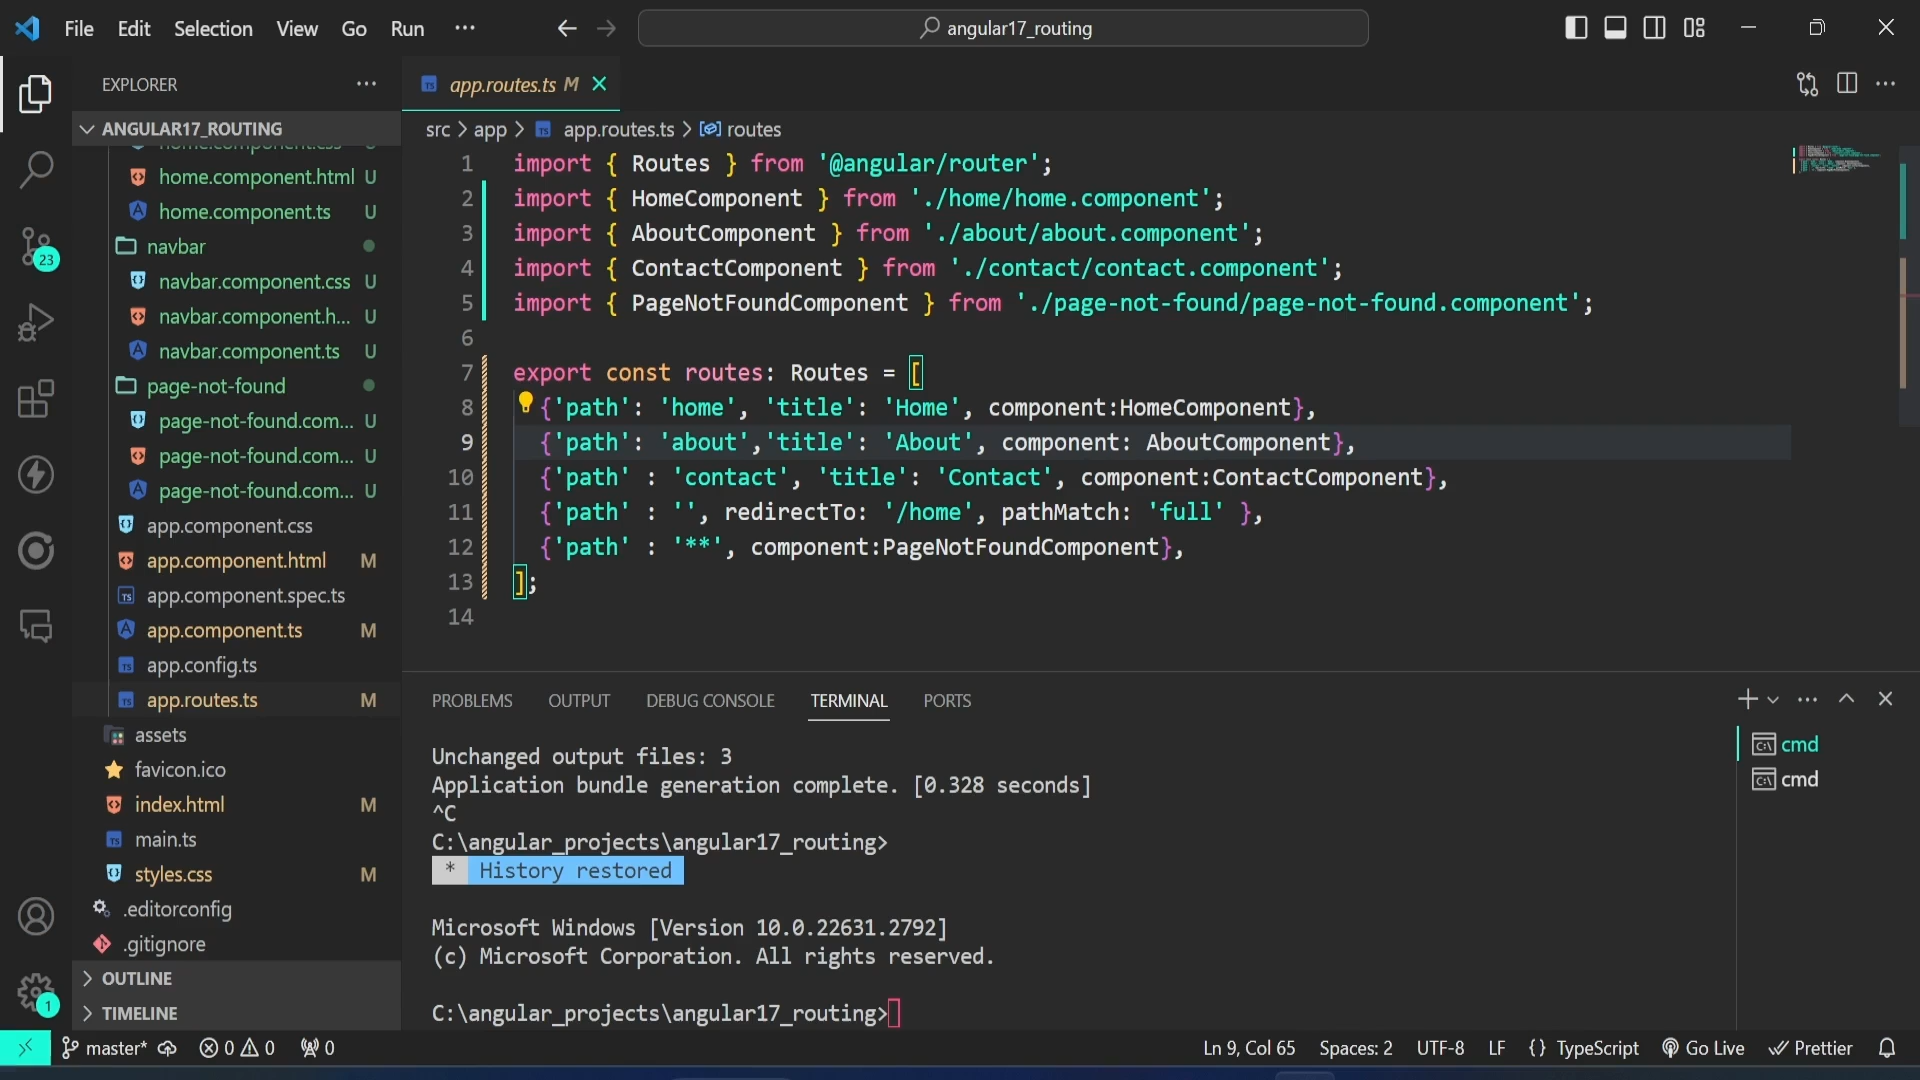 File Edit Selection View Go Run ··· angular17_routing
EXPLORER ···
ANGULAR17_ROUTING
home.component.css U
home.component.html U
home.component.ts U
navbar
navbar.component.css U
navbar.component.h... U
navbar.component.ts U
page-not-found
page-not-found.com... U
page-not-found.com... U
page-not-found.com... U
app.component.css
app.component.html M
app.component.spec.ts
app.component.ts M
app.config.ts
app.routes.ts M
assets
favicon.ico
index.html M
main.ts
styles.css M
.editorconfig
.gitignore
OUTLINE
TIMELINE
23
1
app.routes.ts M
src > app > TS app.routes.ts > routes
1 import { Routes } from '@angular/router';
2 import { HomeComponent } from './home/home.component';
3 import { AboutComponent } from './about/about.component';
4 import { ContactComponent } from './contact/contact.component';
5 import { PageNotFoundComponent } from './page-not-found/page-not-found.component';
6
7 export const routes: Routes = [
8 {'path': 'home', 'title': 'Home', component:HomeComponent},
9 {'path': 'about','title': 'About', component: AboutComponent},
10 {'path' : 'contact', 'title': 'Contact', component:ContactComponent},
11 {'path' : '', redirectTo: '/home', pathMatch: 'full' },
12 {'path' : '**', component:PageNotFoundComponent},
13 ];
14
PROBLEMS OUTPUT DEBUG CONSOLE TERMINAL PORTS
Unchanged output files: 3
Application bundle generation complete. [0.328 seconds]
^C
C:\angular_projects\angular17_routing>
* History restored
Microsoft Windows [Version 10.0.22631.2792]
(c) Microsoft Corporation. All rights reserved.
C:\angular_projects\angular17_routing>
cmd
cmd
master* 0 0 0 Ln 9, Col 65 Spaces: 2 UTF-8 LF {} TypeScript Go Live Prettier